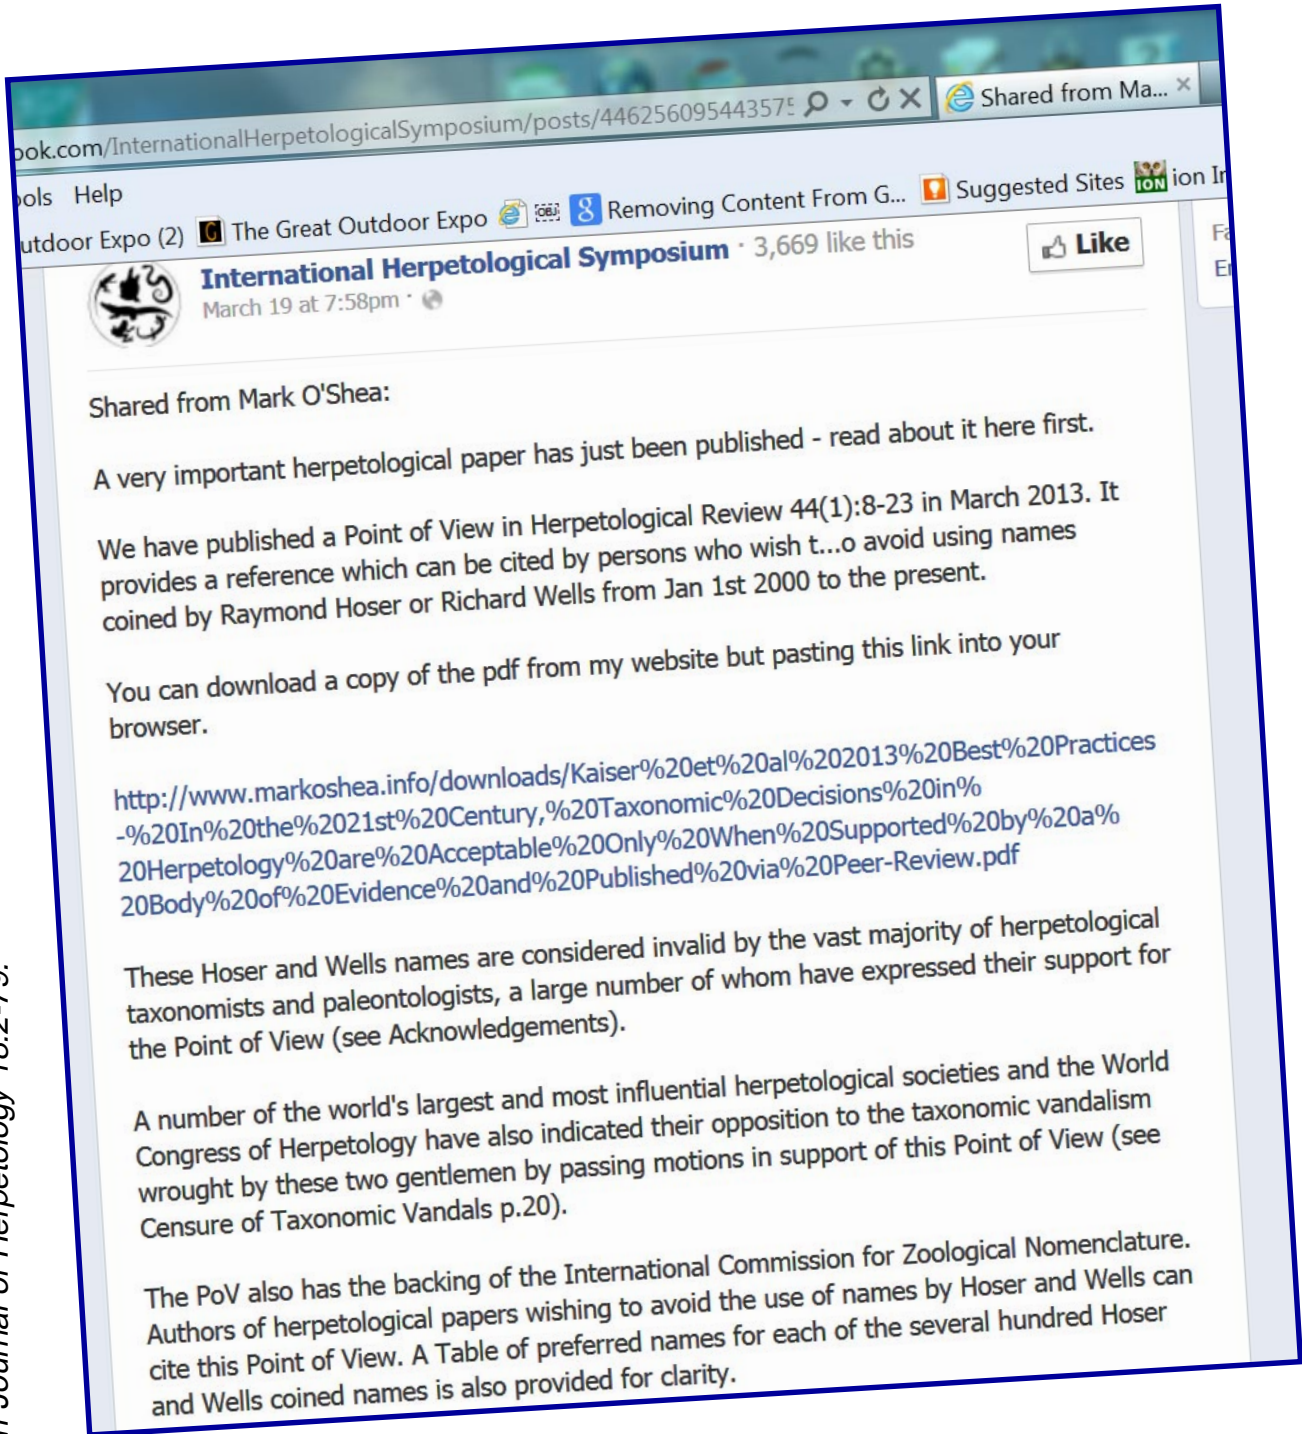 ook.com/InternationalHerpetologicalSymposium/posts/446256095443575
Shared from Ma...
ols Help
utdoor Expo (2) The Great Outdoor Expo OBJ 8 Removing Content From G... Suggested Sites ION ion Ir
International Herpetological Symposium · 3,669 like this
Like
March 19 at 7:58pm ·
Shared from Mark O'Shea:
A very important herpetological paper has just been published - read about it here first.
We have published a Point of View in Herpetological Review 44(1):8-23 in March 2013. It
provides a reference which can be cited by persons who wish t...o avoid using names
coined by Raymond Hoser or Richard Wells from Jan 1st 2000 to the present.
You can download a copy of the pdf from my website but pasting this link into your
browser.
http://www.markoshea.info/downloads/Kaiser%20et%20al%202013%20Best%20Practices
-%20In%20the%2021st%20Century,%20Taxonomic%20Decisions%20in%
20Herpetology%20are%20Acceptable%20Only%20When%20Supported%20by%20a%
20Body%20of%20Evidence%20and%20Published%20via%20Peer-Review.pdf
These Hoser and Wells names are considered invalid by the vast majority of herpetological
taxonomists and paleontologists, a large number of whom have expressed their support for
the Point of View (see Acknowledgements).
A number of the world's largest and most influential herpetological societies and the World
Congress of Herpetology have also indicated their opposition to the taxonomic vandalism
wrought by these two gentlemen by passing motions in support of this Point of View (see
Censure of Taxonomic Vandals p.20).
The PoV also has the backing of the International Commission for Zoological Nomenclature.
Authors of herpetological papers wishing to avoid the use of names by Hoser and Wells can
cite this Point of View. A Table of preferred names for each of the several hundred Hoser
and Wells coined names is also provided for clarity.
Journal of Herpetology 18:2-79.